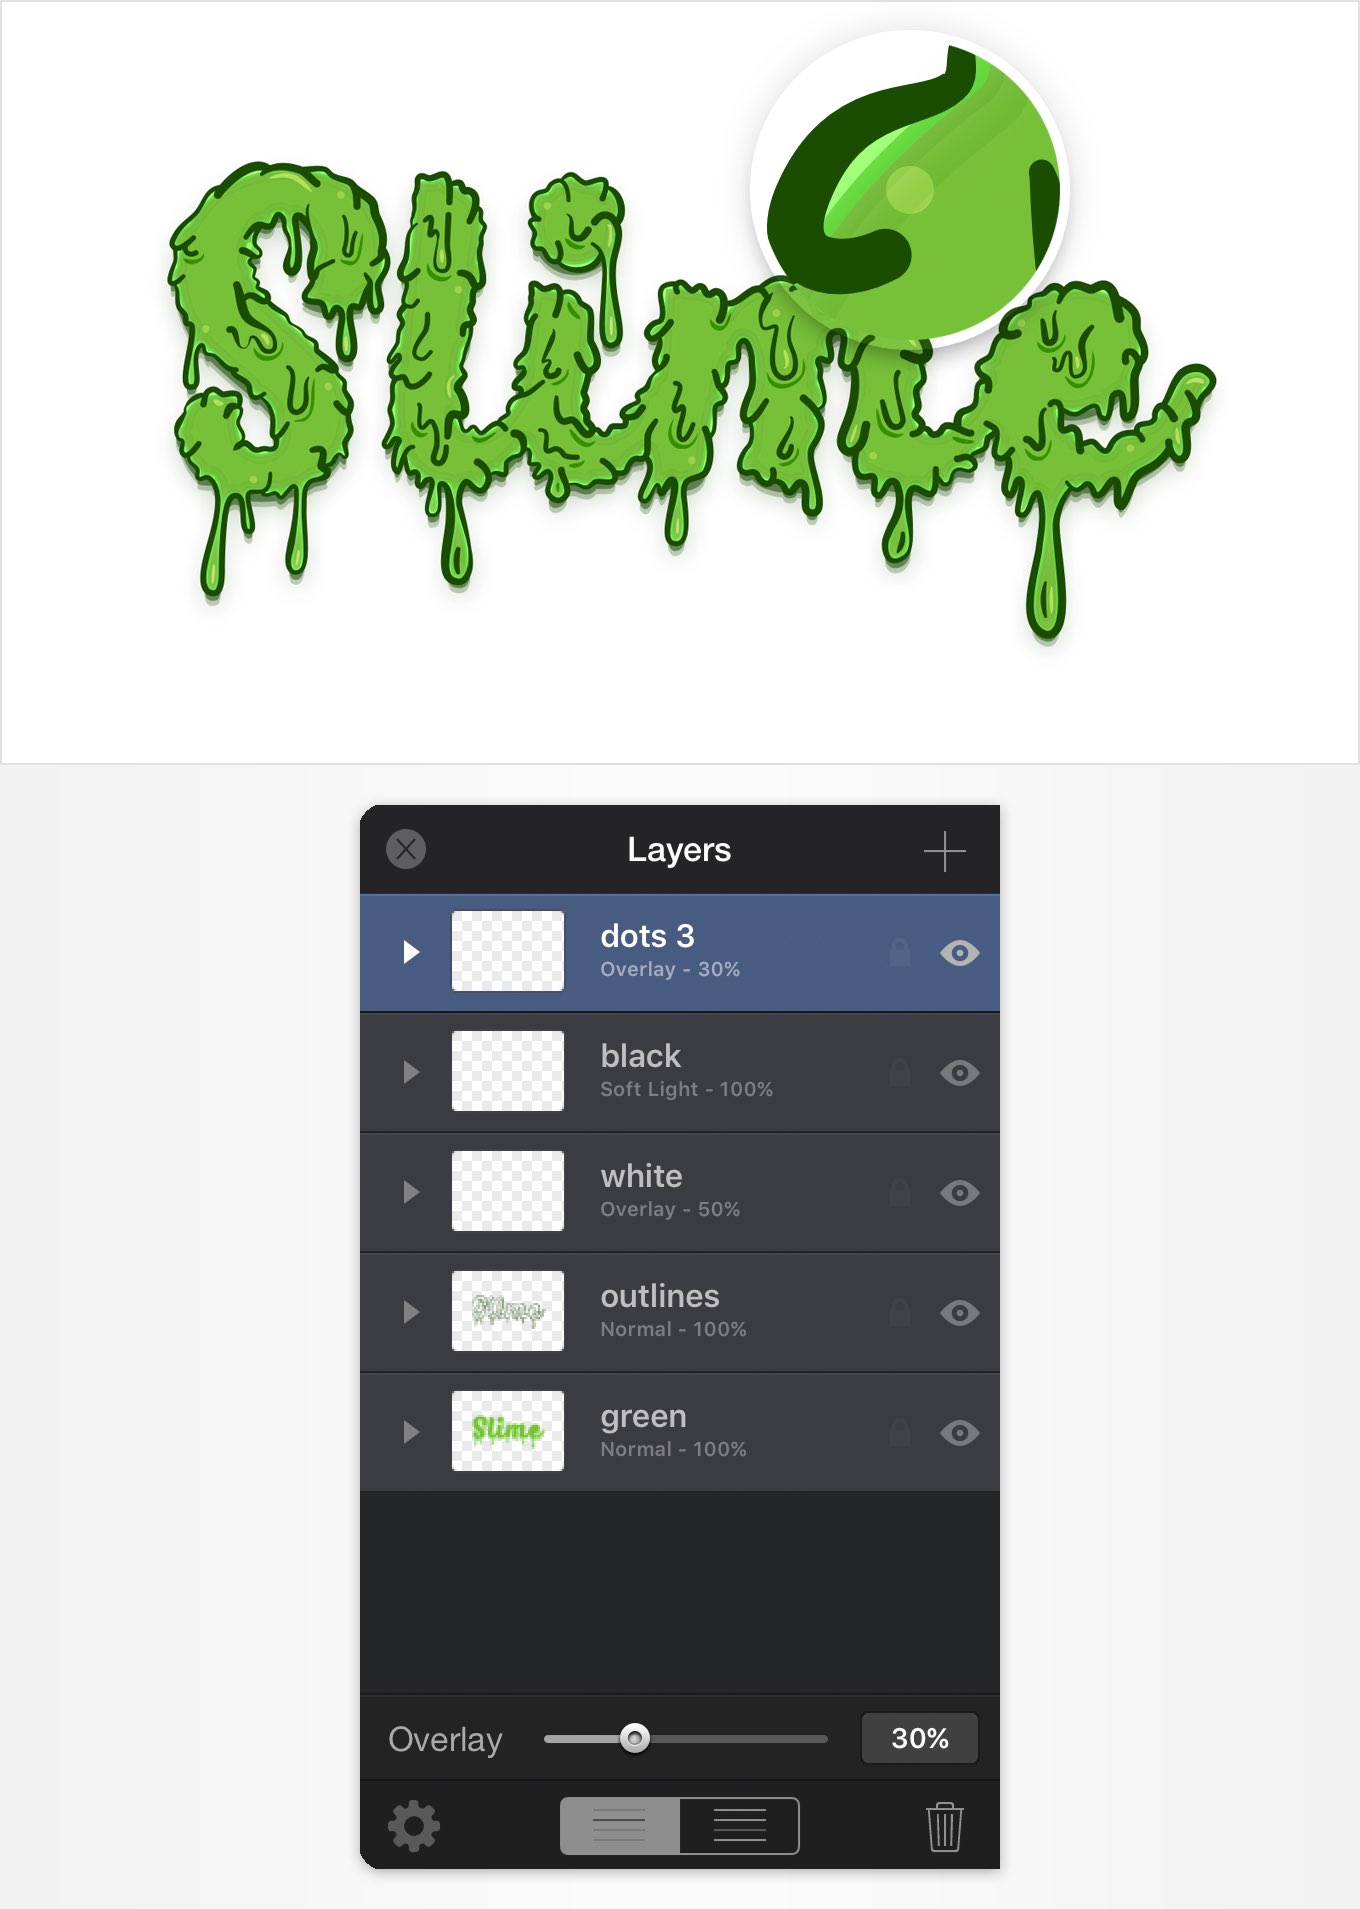 Slime
Layers
dots 3
Overlay - 30%
black
Soft Light - 100%
white
Overlay - 50%
outlines
Normal - 100%
Slime
green
Normal - 100%
Overlay
30%